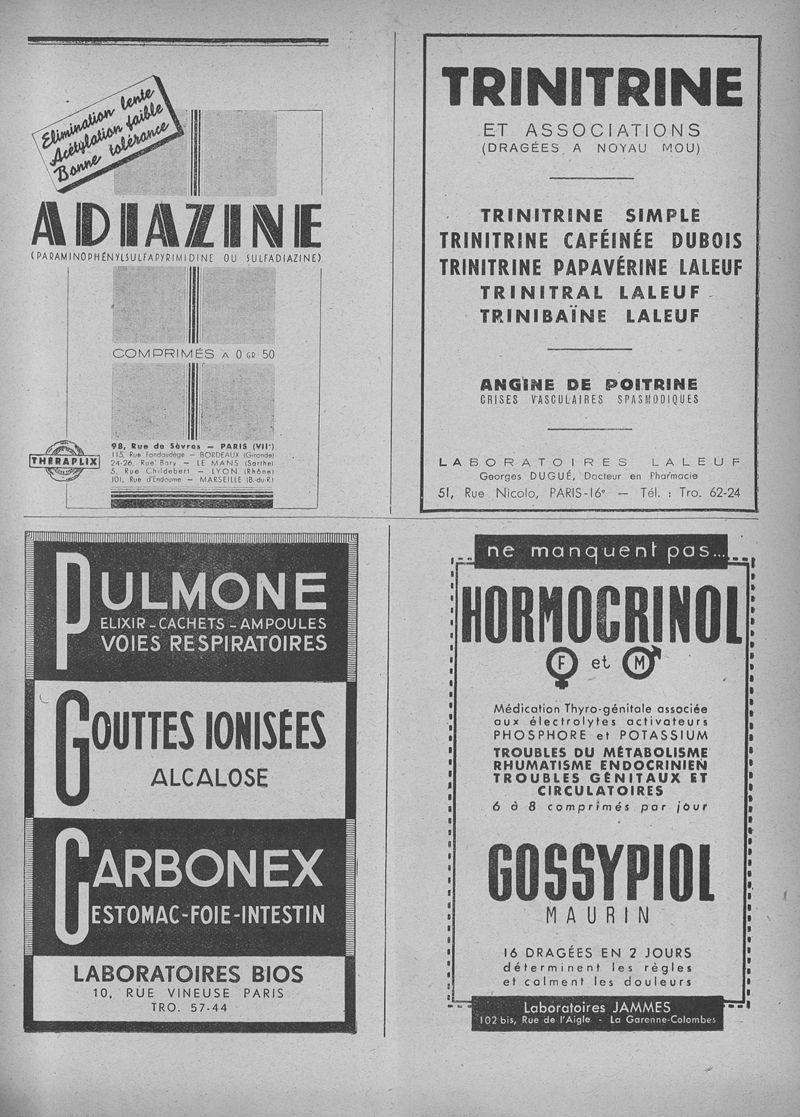 Elimination lente
Acétylation faible
Bonne tolérance
ADIAZINE
(PARAMINOPHÉNYLSULFAPYRIMIDINE OU SULFADIAZINE)
COMPRIMÉS A 0 GR. 50
THERAPLIX
98, Rue de Sèvres — PARIS (VIIe)
115, Rue Fondaudège — BORDEAUX (Gironde)
24-26, Rue Bary — LE MANS (Sarthe)
5, Rue Childebert — LYON (Rhône)
101, Rue d'Endoume — MARSEILLE (B.-du-R)
TRINITRINE
ET ASSOCIATIONS
(DRAGÉES A NOYAU MOU)
TRINITRINE SIMPLE
TRINITRINE CAFÉINÉE DUBOIS
TRINITRINE PAPAVÉRINE LALEUF
TRINITRAL LALEUF
TRINIBAÏNE LALEUF
ANGINE DE POITRINE
CRISES VASCULAIRES SPASMODIQUES
LABORATOIRES LALEUF
Georges DUGUÉ, Docteur en Pharmacie
51, Rue Nicolo, PARIS-16e — Tél. : Tro. 62-24
PULMONE
ELIXIR - CACHETS - AMPOULES
VOIES RESPIRATOIRES
GOUTTES IONISÉES
ALCALOSE
CARBONEX
ESTOMAC-FOIE-INTESTIN
LABORATOIRES BIOS
10, RUE VINEUSE PARIS
TRO. 57-44
ne manquent pas...
HORMOCRINOL
F et M
Médication Thyro-génitale associée
aux électrolytes activateurs
PHOSPHORE et POTASSIUM
TROUBLES DU MÉTABOLISME
RHUMATISME ENDOCRINIEN
TROUBLES GÉNITAUX ET
CIRCULATOIRES
6 à 8 comprimés par jour
GOSSYPIOL
MAURIN
16 DRAGÉES EN 2 JOURS
déterminent les règles
et calment les douleurs
Laboratoires JAMMES
102 bis, Rue de l'Aigle - La Garenne-Colombes